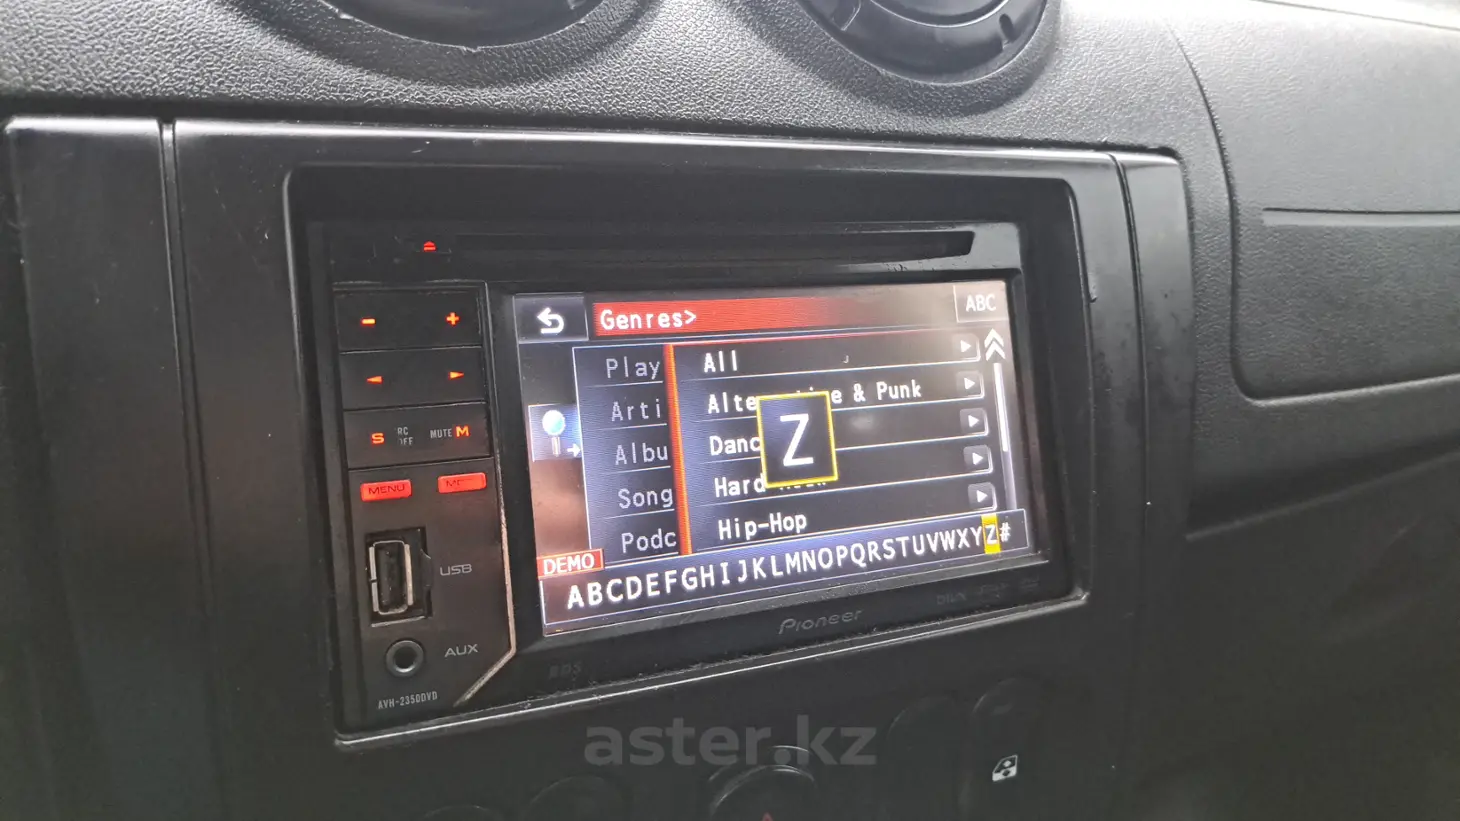 Genres>
ABC
Play
All
Arti
& Punk
Albu
Danc
Z
Song
Hard
Podc
Hip-Hop
DEMO
ABCDEFGHIJKLMNOPQRSTUVWXYZ#
- +
S
MUTE M
MENU
USB
AUX
AVH-2350DVD
Pioneer
aster.kz